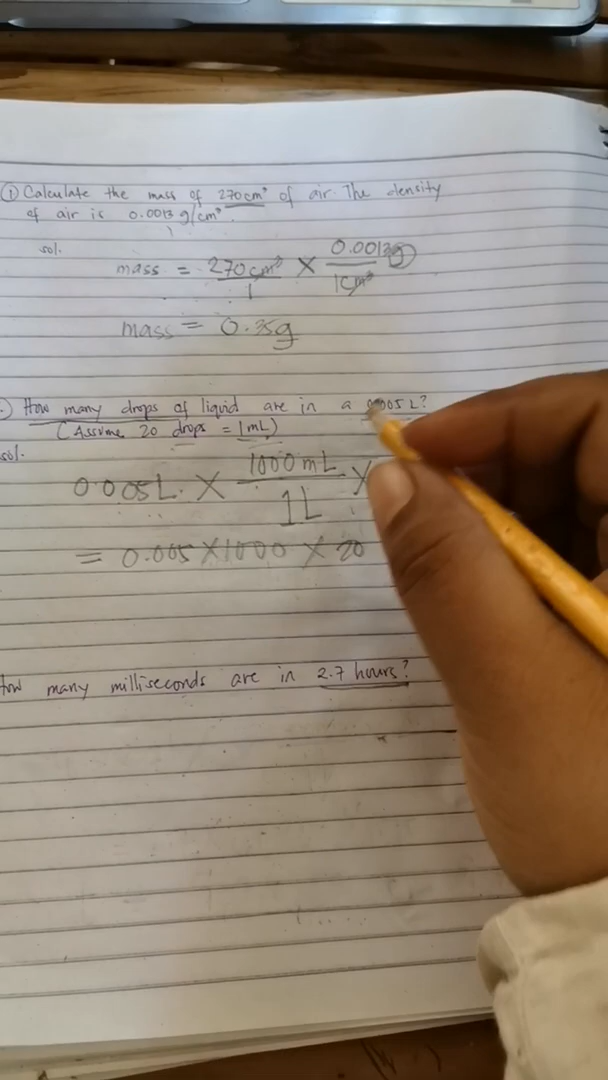 ① Calculate the mass of 270cm³ of air. The density
of air is 0.0013 g/cm³.
sol.
mass = 270cm³ × 0.0013g
1 1cm³
mass = 0.35g
How many drops of liquid are in a 0.005 L?
(Assume 20 drops = 1mL)
sol.
0.005L × 1000 mL ×
1L
= 0.005 × 1000 × 20
How many milliseconds are in 2.7 hours?